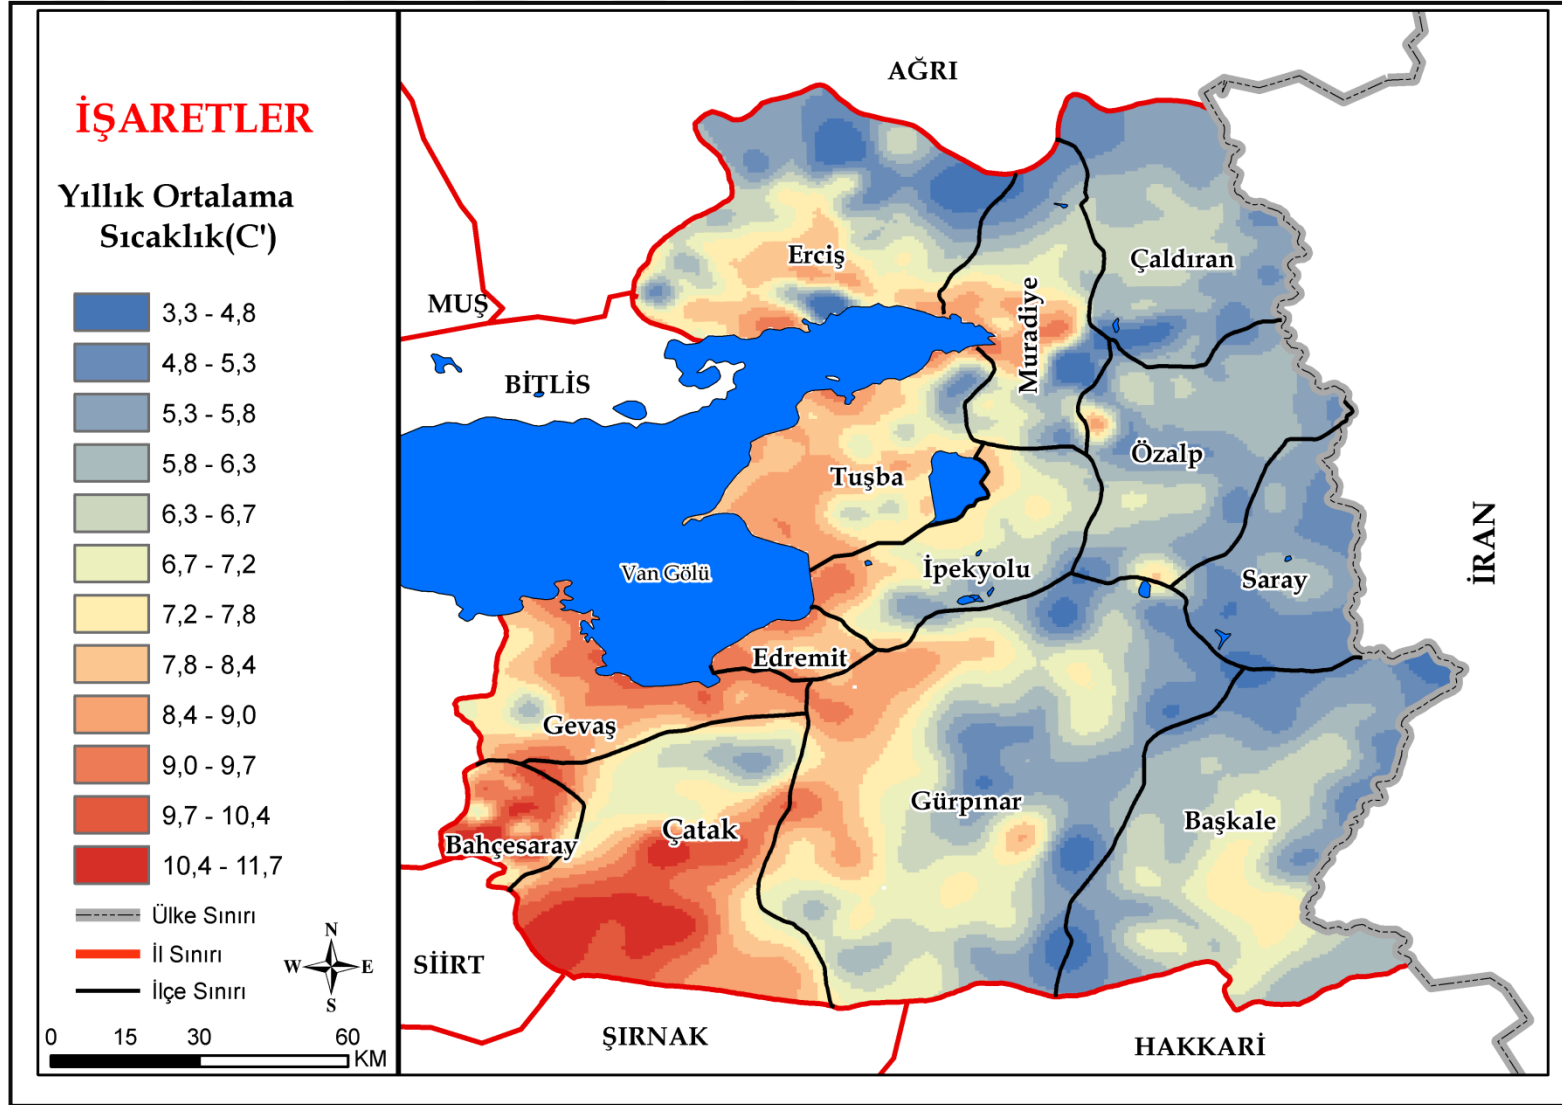 İŞARETLER
Yıllık Ortalama
Sıcaklık(C')
3,3 - 4,8
4,8 - 5,3
5,3 - 5,8
5,8 - 6,3
6,3 - 6,7
6,7 - 7,2
7,2 - 7,8
7,8 - 8,4
8,4 - 9,0
9,0 - 9,7
9,7 - 10,4
10,4 - 11,7
Ülke Sınırı
İl Sınırı
İlçe Sınırı
N
W E
S
0 15 30 60
KM
AĞRI
MUŞ
BİTLİS
SİİRT
ŞIRNAK
HAKKARİ
İRAN
Erciş
Çaldıran
Muradiye
Özalp
Tuşba
Van Gölü
İpekyolu
Saray
Edremit
Gevaş
Gürpınar
Başkale
Çatak
Bahçesaray